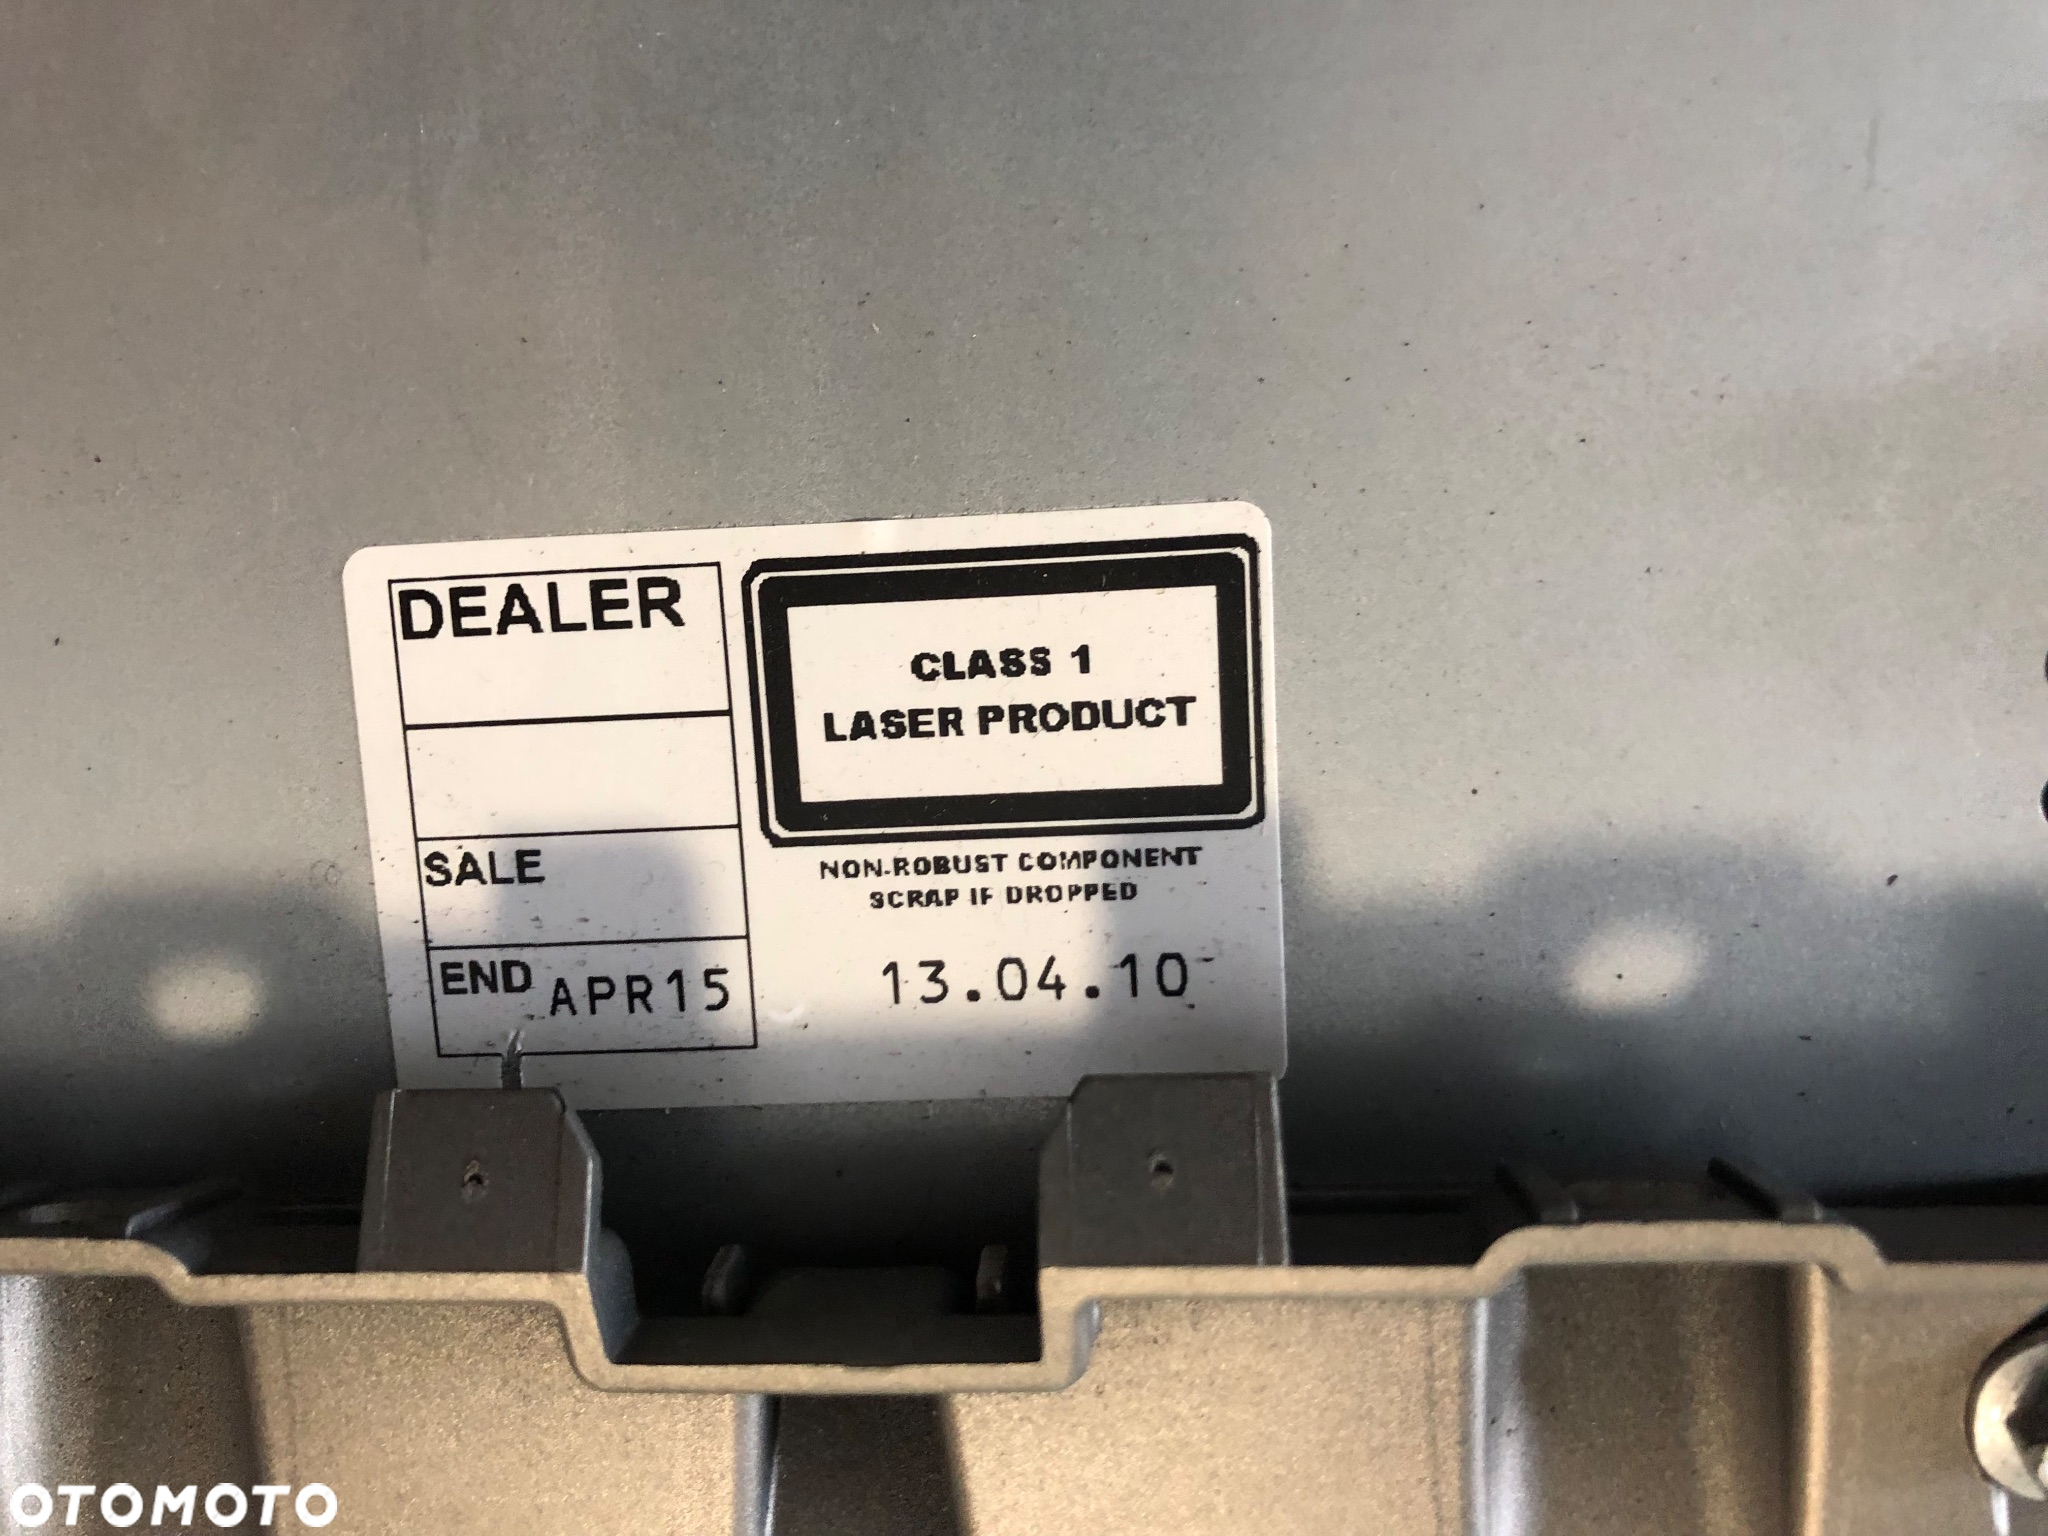 DEALER
SALE
END APR15
CLASS 1
LASER PRODUCT
NON-ROBUST COMPONENT
SCRAP IF DROPPED
13.04.10
OTOMOTO